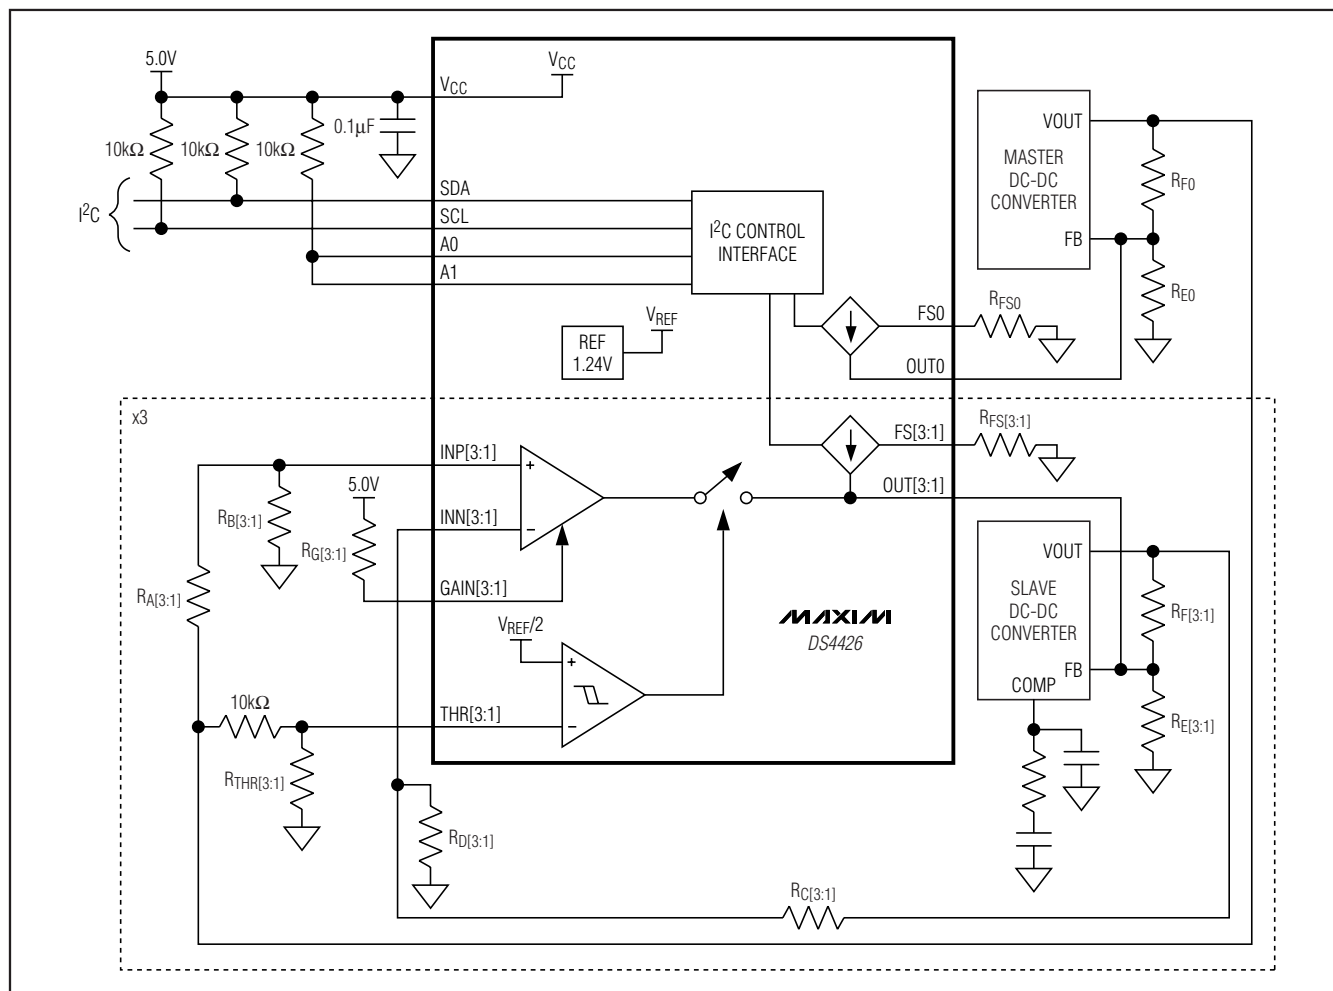 5.0V
VCC
VCC
0.1µF
10kΩ
10kΩ
10kΩ
I²C
SDA
SCL
A0
A1
I²C CONTROL
INTERFACE
VOUT
MASTER
DC-DC
CONVERTER
FB
RF0
RE0
REF
1.24V
VREF
FS0
RFS0
OUT0
x3
INP[3:1]
FS[3:1]
RFS[3:1]
5.0V
OUT[3:1]
RB[3:1]
INN[3:1]
RG[3:1]
GAIN[3:1]
RA[3:1]
VREF/2
MAXIM
DS4426
VOUT
SLAVE
DC-DC
CONVERTER
FB
COMP
RF[3:1]
RE[3:1]
10kΩ
THR[3:1]
RTHR[3:1]
RD[3:1]
RC[3:1]